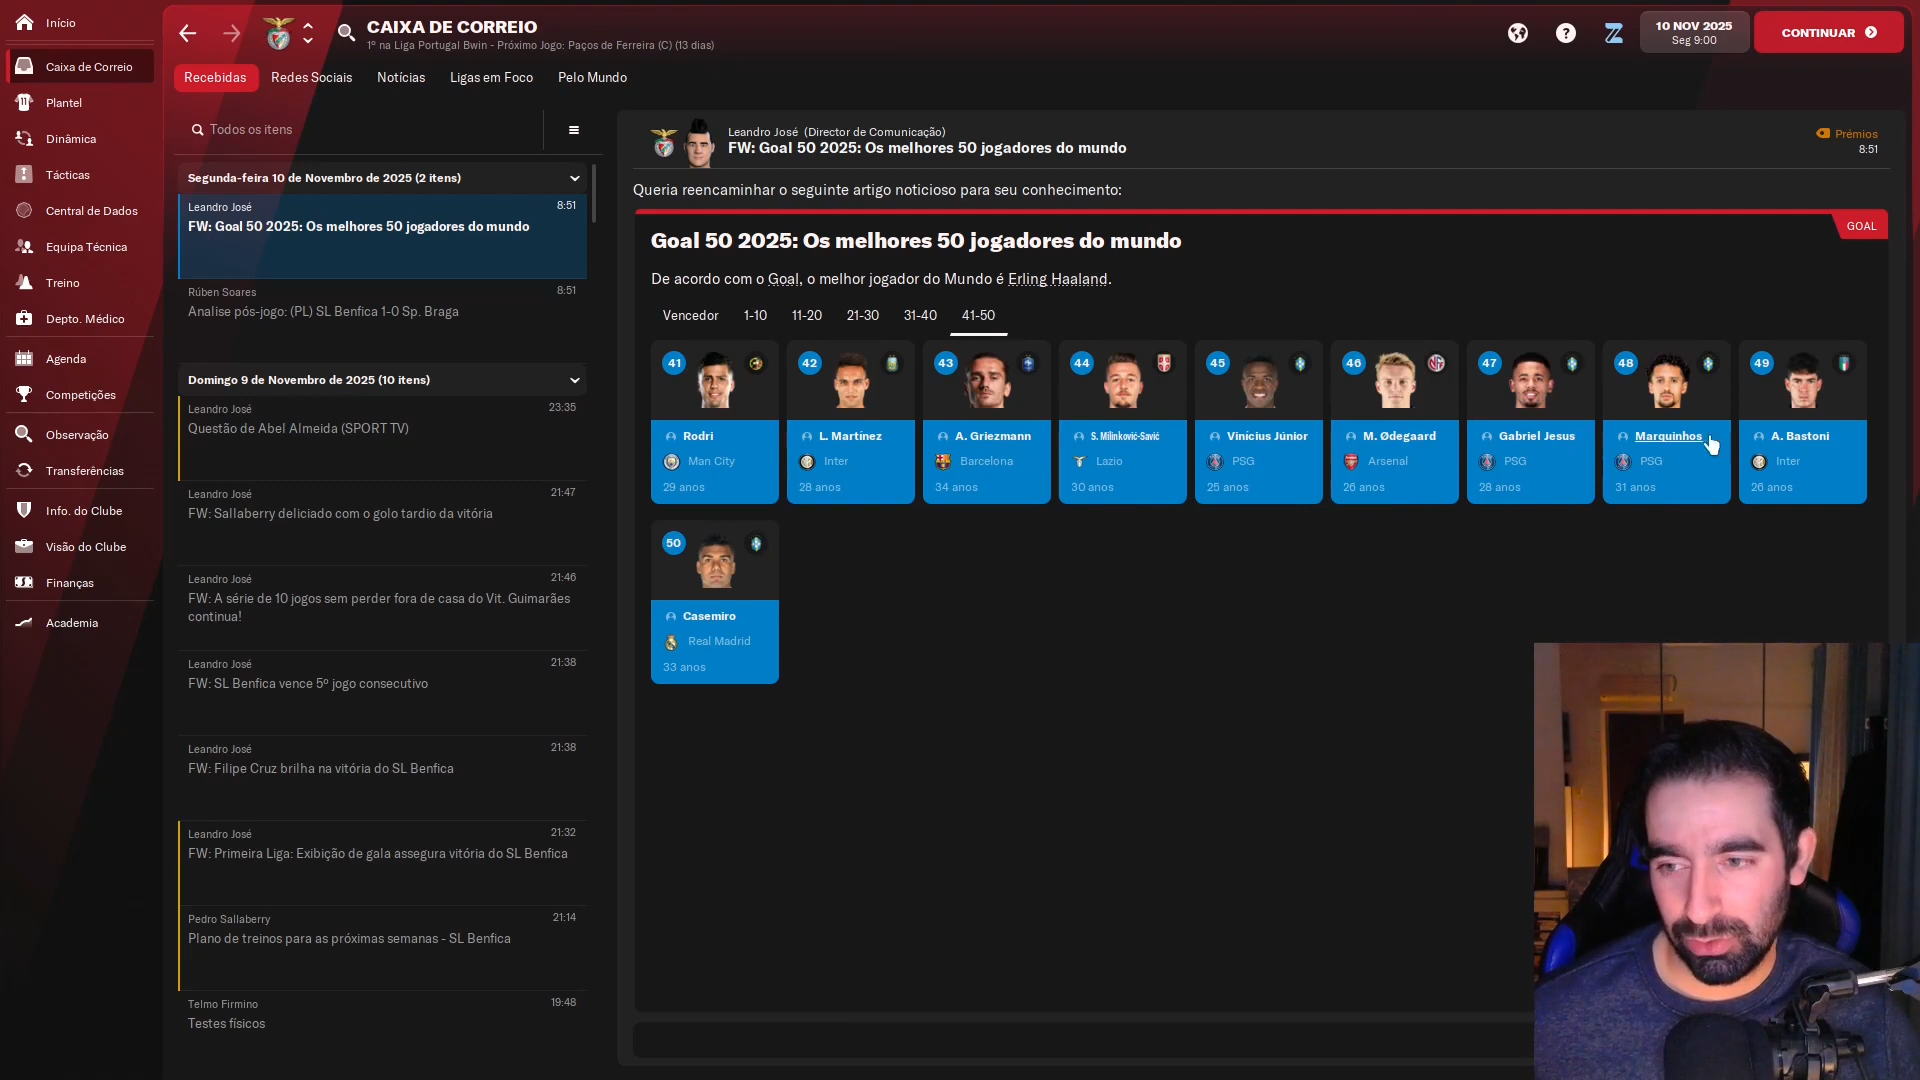 Início
Caixa de Correio
Plantel
Dinâmica
Tácticas
Central de Dados
Equipa Técnica
Treino
Depto. Médico
Agenda
Competições
Observação
Transferências
Info. do Clube
Visão do Clube
Finanças
Academia
CAIXA DE CORREIO
1º na Liga Portugal Bwin - Próximo Jogo: Paços de Ferreira (C) (13 dias)
10 NOV 2025
Seg 9:00
CONTINUAR
Recebidas
Redes Sociais
Notícias
Ligas em Foco
Pelo Mundo
Todos os itens
Segunda-feira 10 de Novembro de 2025 (2 itens)
Leandro José 8:51
FW: Goal 50 2025: Os melhores 50 jogadores do mundo
Rúben Soares 8:51
Analise pós-jogo: (PL) SL Benfica 1-0 Sp. Braga
Domingo 9 de Novembro de 2025 (10 itens)
Leandro José 23:35
Questão de Abel Almeida (SPORT TV)
Leandro José 21:47
FW: Sallaberry deliciado com o golo tardio da vitória
Leandro José 21:46
FW: A série de 10 jogos sem perder fora de casa do Vit. Guimarães
continua!
Leandro José 21:38
FW: SL Benfica vence 5º jogo consecutivo
Leandro José 21:38
FW: Filipe Cruz brilha na vitória do SL Benfica
Leandro José 21:32
FW: Primeira Liga: Exibição de gala assegura vitória do SL Benfica
Pedro Sallaberry 21:14
Plano de treinos para as próximas semanas - SL Benfica
Telmo Firmino 19:48
Testes físicos
Leandro José (Director de Comunicação)
FW: Goal 50 2025: Os melhores 50 jogadores do mundo
Prémios
8:51
Queria reencaminhar o seguinte artigo noticioso para seu conhecimento:
GOAL
Goal 50 2025: Os melhores 50 jogadores do mundo
De acordo com o Goal, o melhor jogador do Mundo é Erling Haaland.
Vencedor 1-10 11-20 21-30 31-40 41-50
41
Rodri
Man City
29 anos
42
L. Martínez
Inter
28 anos
43
A. Griezmann
Barcelona
34 anos
44
S. Milinković-Savić
Lazio
30 anos
45
Vinícius Júnior
PSG
25 anos
46
M. Ødegaard
Arsenal
26 anos
47
Gabriel Jesus
PSG
28 anos
48
Marquinhos
PSG
31 anos
49
A. Bastoni
Inter
26 anos
50
Casemiro
Real Madrid
33 anos